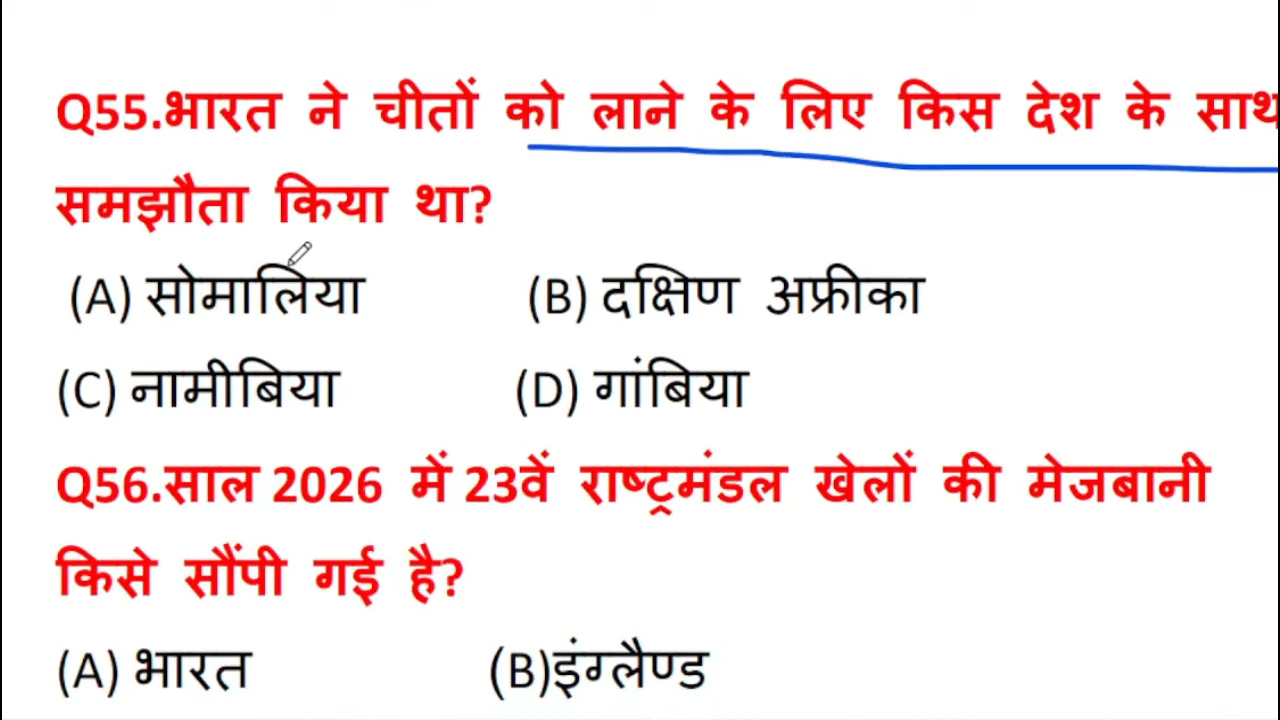 Q55.भारत ने चीतों को लाने के लिए किस देश के साथ
समझौता किया था?
(A) सोमालिया (B) दक्षिण अफ्रीका
(C) नामीबिया (D) गांबिया
Q56.साल 2026 में 23वें राष्ट्रमंडल खेलों की मेजबानी
किसे सौंपी गई है?
(A) भारत (B)इंग्लैण्ड